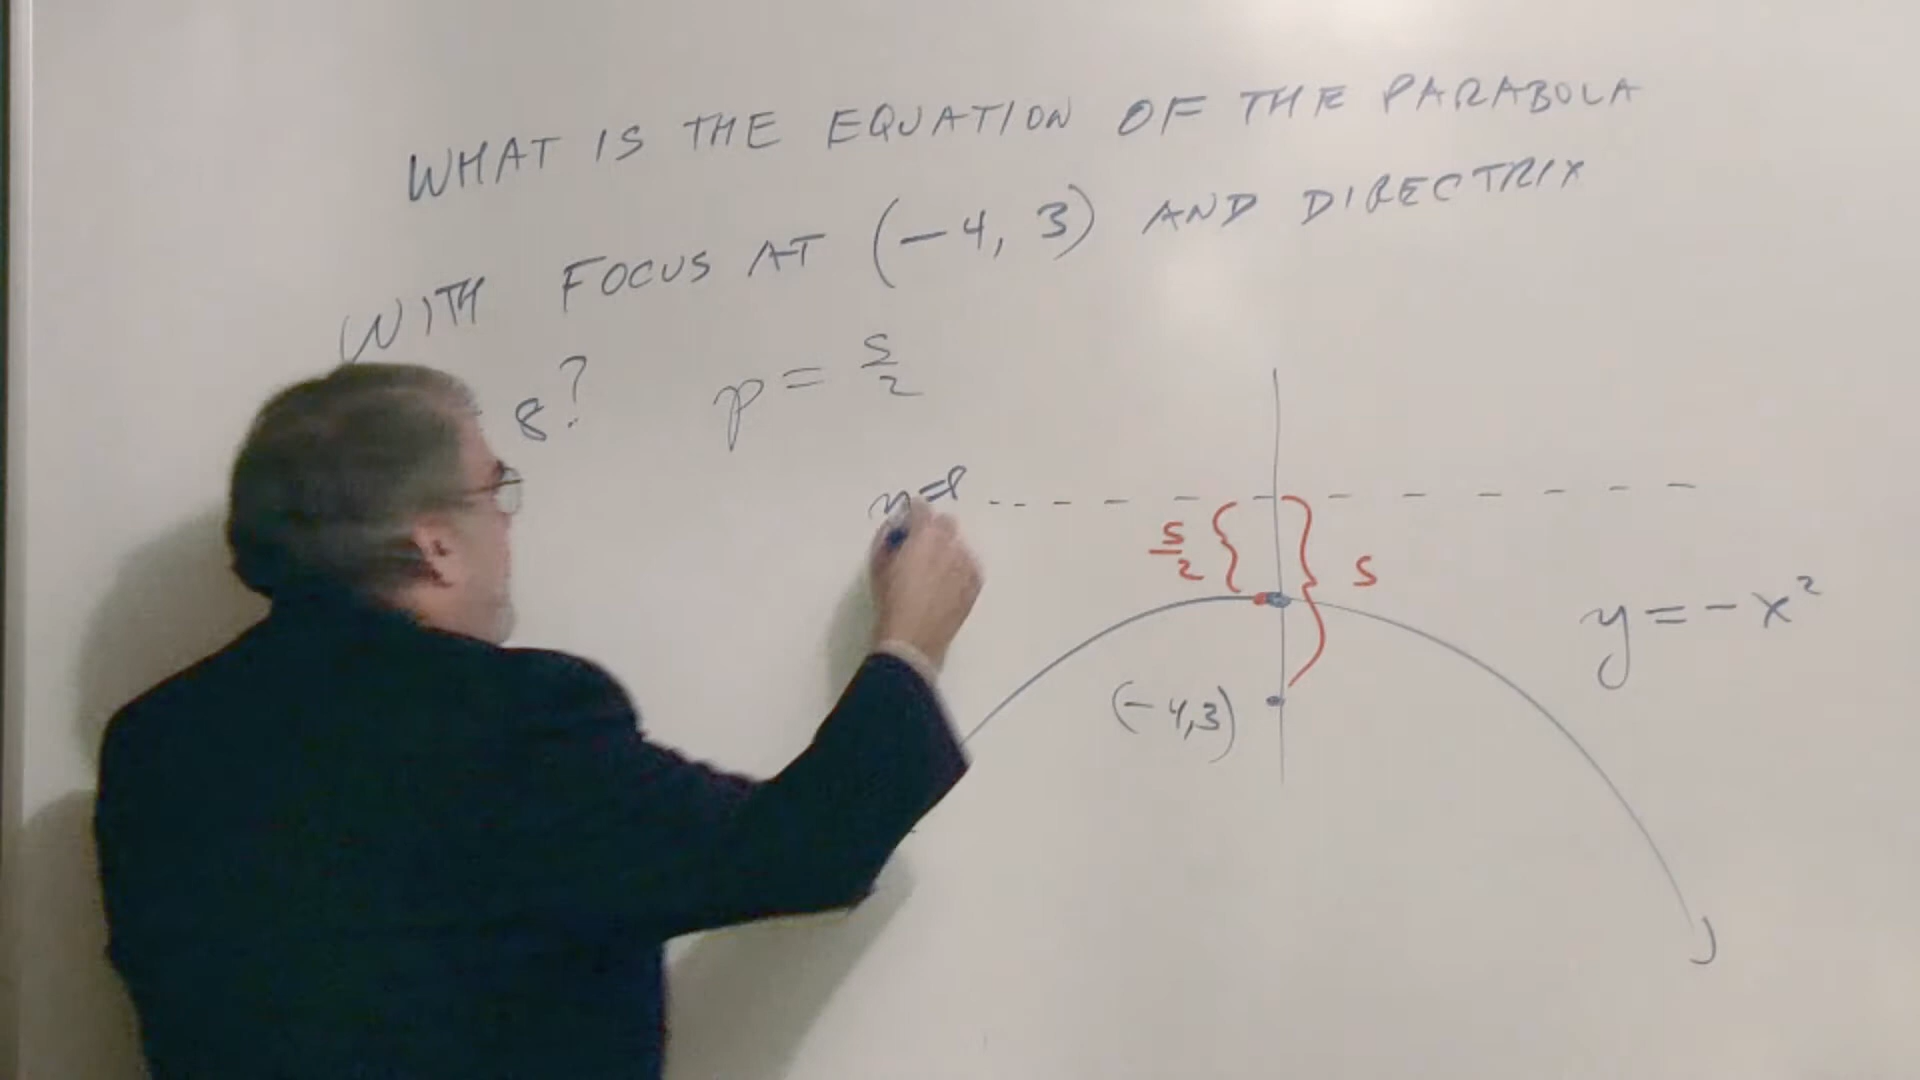 WHAT IS THE EQUATION OF THE PARABOLA
WITH FOCUS AT (-4, 3) AND DIRECTRIX
8? p = 5/2
y=8
5/2 5
y = -x²
(-4,3)